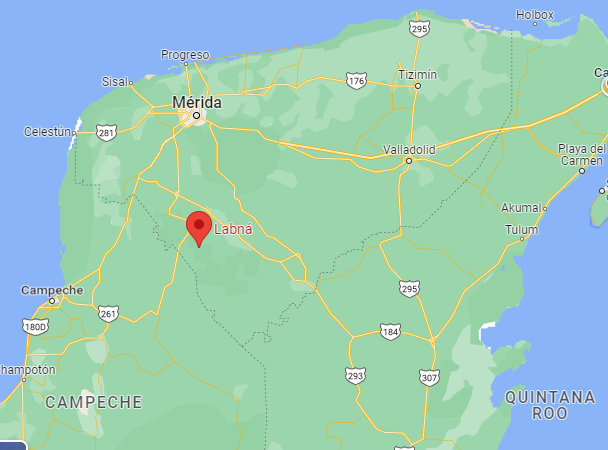 Holbox
295
Progreso
Sisal
176
Tizimín
Ca
Mérida
Celestún
281
Valladolid
Playa del
Carmen
Akumal
Labná
Tulum
Campeche
295
261
180D
184
hampotón
293
307
CAMPECHE
QUINTANA
ROO